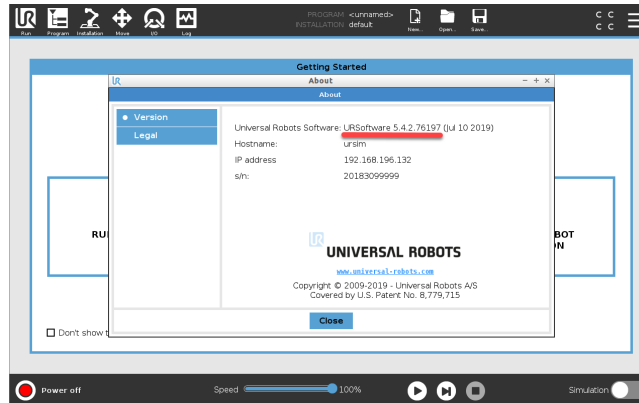 PROGRAM <unnamed>
INSTALLATION default
Run Program Installation Move I/O Log New... Open... Save...
C C
C C
Getting Started
About
About
Version
Legal
Universal Robots Software: URSoftware 5.4.2.76197 (Jul 10 2019)
Hostname: ursim
IP address 192.168.196.132
s/n: 20183099999
RU
BOT
N
UNIVERSAL ROBOTS
www.universal-robots.com
Copyright © 2009-2019 - Universal Robots A/S
Covered by U.S. Patent No. 8,779,715
Don't show t
Close
Power off Speed 100% Simulation